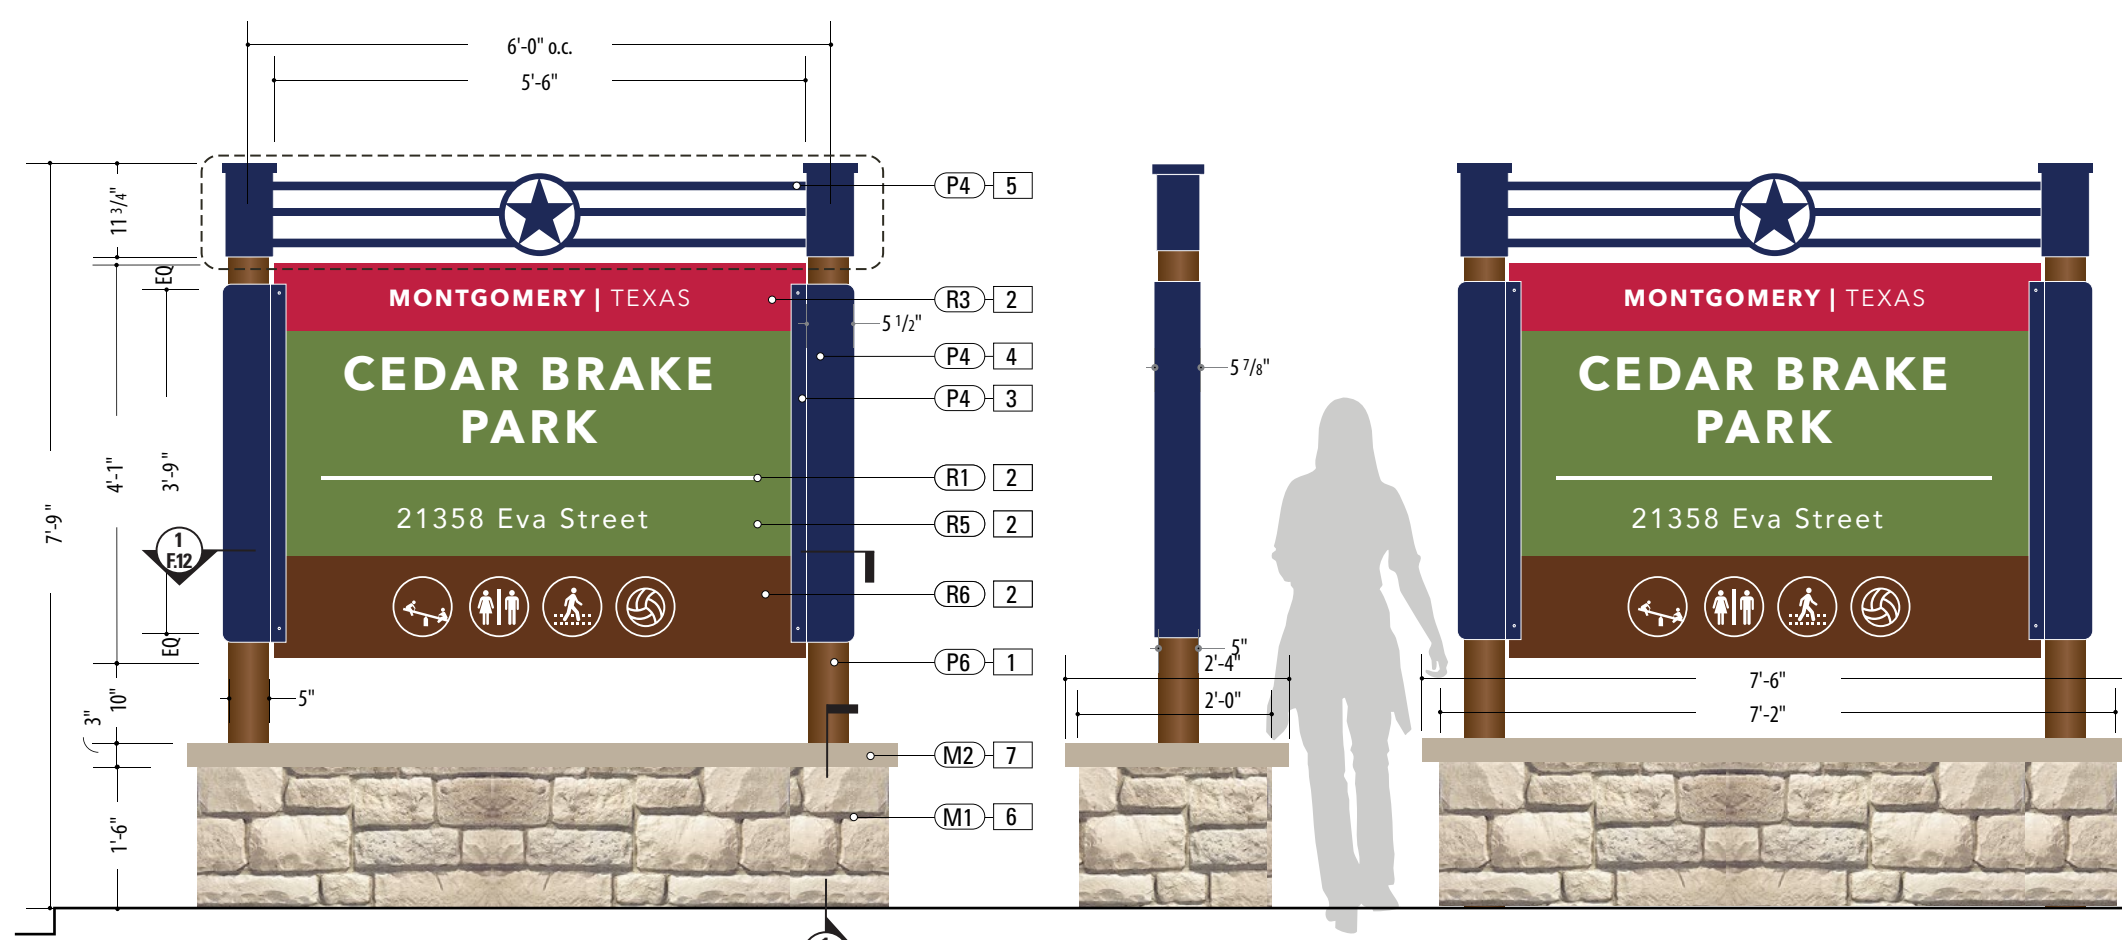 6'-0" o.c.
5'-6"
11 3/4"
EQ
7'-9"
4'-1"
3'-9"
EQ
10"
3"
1'-6"
1
F.12
MONTGOMERY | TEXAS
CEDAR BRAKE
PARK
21358 Eva Street
5"
5 1/2"
P4 5
R3 2
P4 4
P4 3
R1 2
R5 2
R6 2
P6 1
M2 7
M1 6
5 7/8"
5"
2'-4"
2'-0"
MONTGOMERY | TEXAS
CEDAR BRAKE
PARK
21358 Eva Street
7'-6"
7'-2"